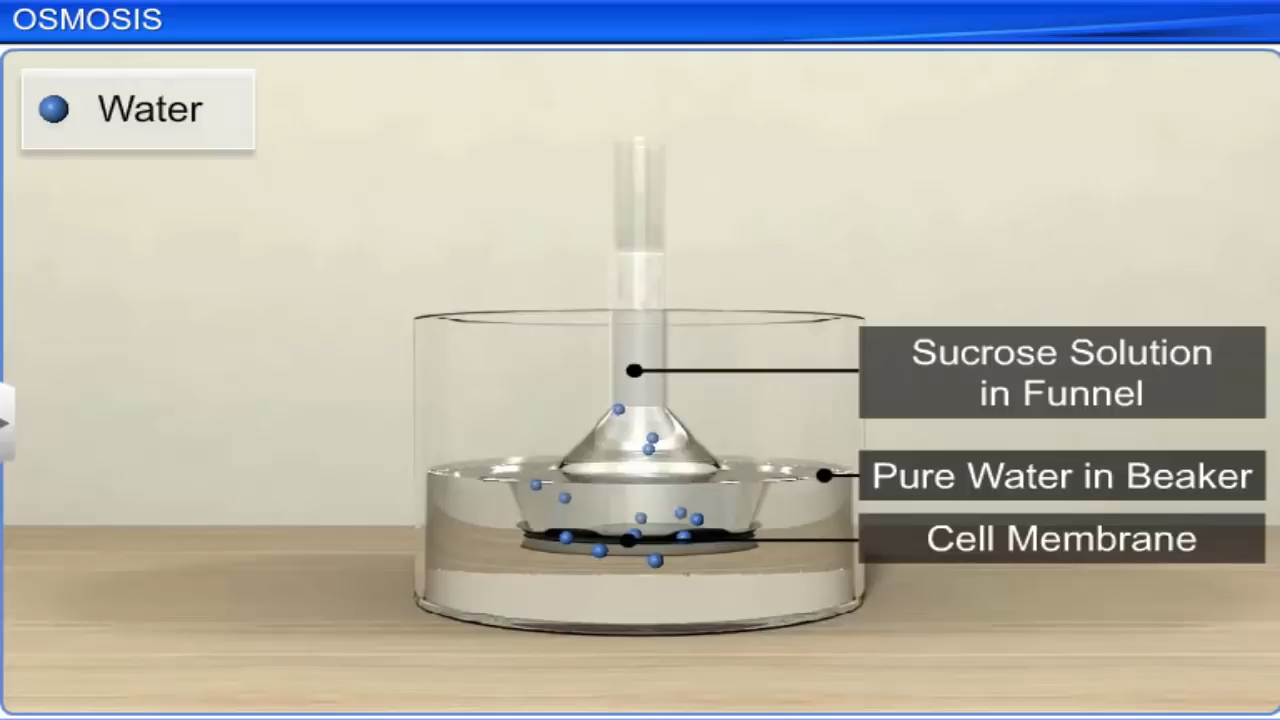 OSMOSIS
Water
Sucrose Solution
in Funnel
Pure Water in Beaker
Cell Membrane